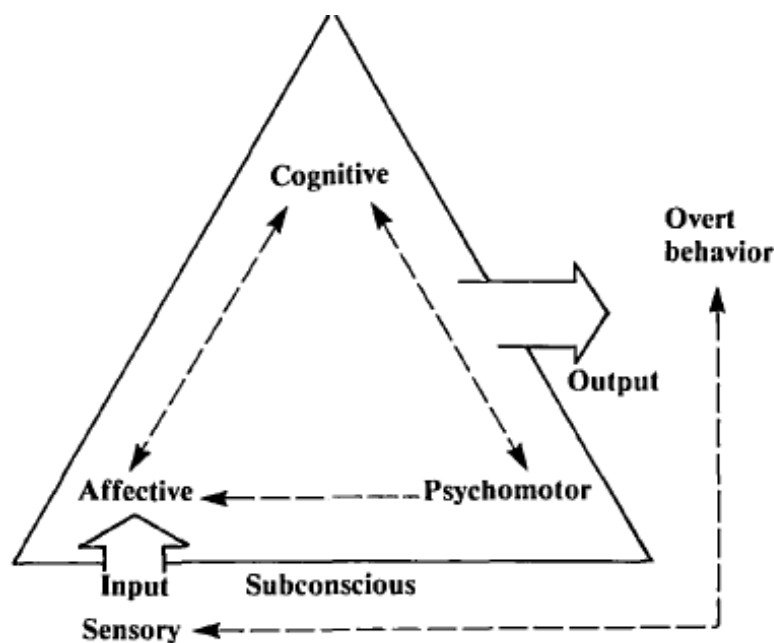 Cognitive
Overt
behavior
Output
Affective
Psychomotor
Input
Subconscious
Sensory